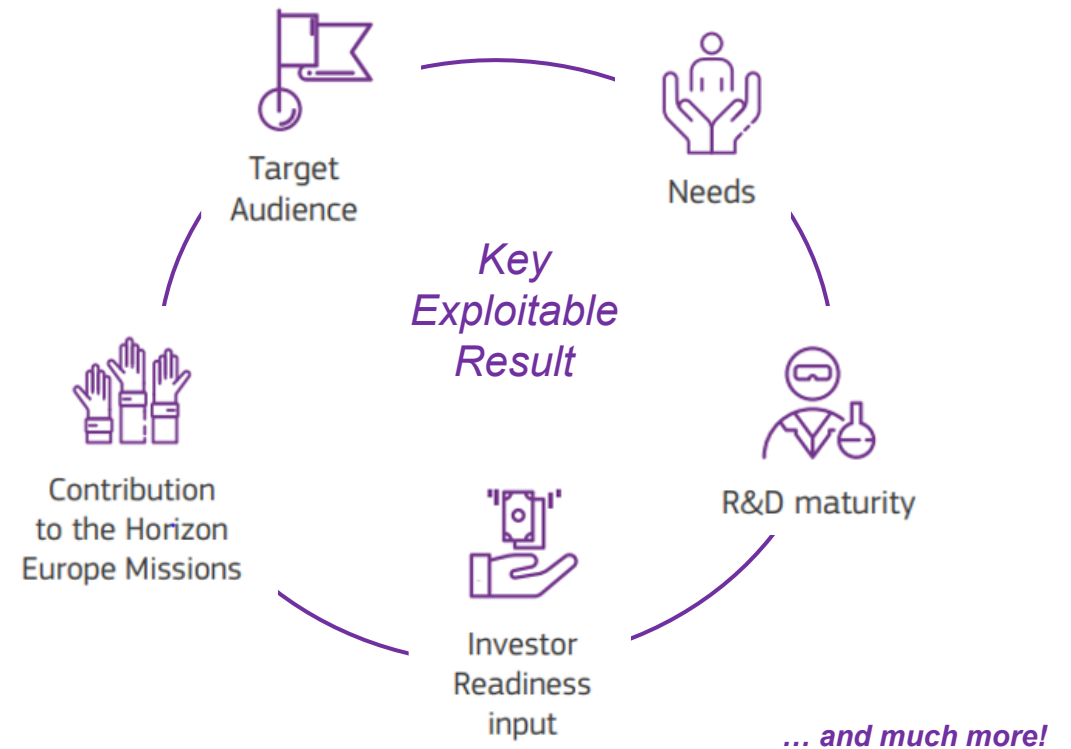 Target
Audience
Needs
Key
Exploitable
Result
Contribution
to the Horizon
Europe Missions
R&D maturity
Investor
Readiness
input
... and much more!